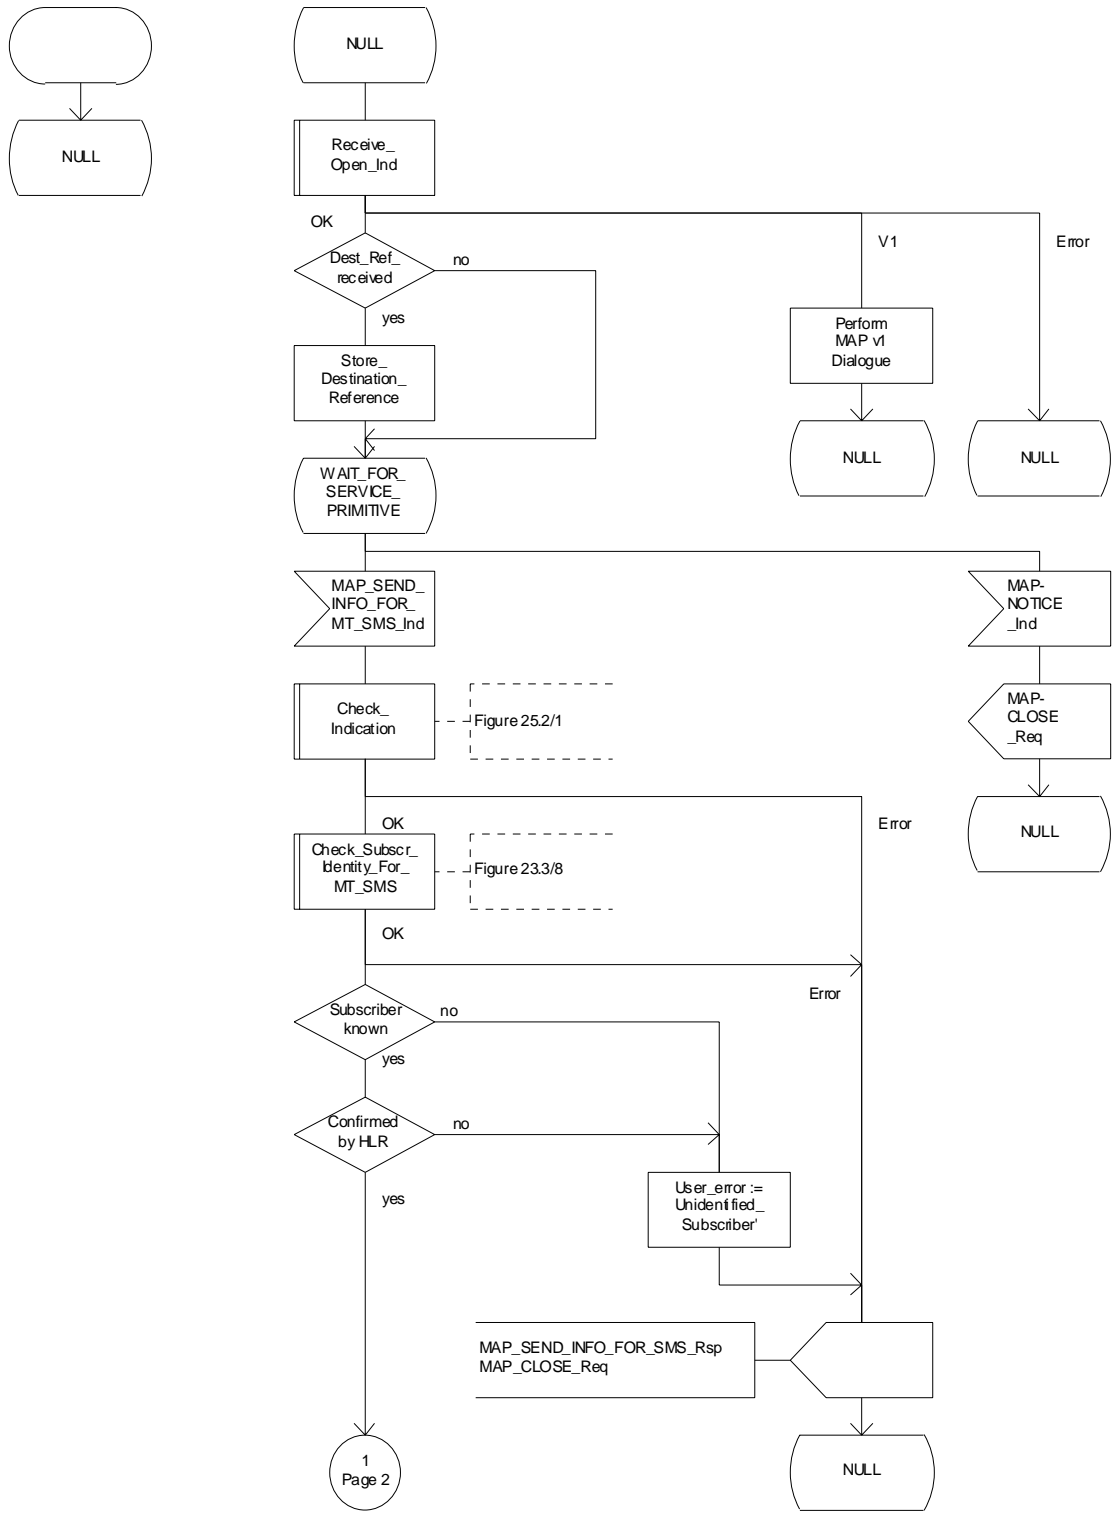 NULL
NULL
Receive_
Open_Ind
OK
V1
Error
Dest_Ref_
received
no
yes
Perform
MAP v1
Dialogue
Store_
Destination_
Reference
NULL
NULL
WAIT_FOR_
SERVICE_
PRIMITIVE
MAP_SEND_
INFO_FOR_
MT_SMS_Ind
MAP-
NOTICE
_Ind
Check_
Indication
Figure 25.2/1
MAP-
CLOSE
_Req
OK
Error
NULL
Check_Subscr_
Identity_For_
MT_SMS
Figure 23.3/8
OK
Error
Subscriber
known
no
yes
Confirmed
by HLR
no
yes
User_error :=
Unidentified_
Subscriber'
MAP_SEND_INFO_FOR_SMS_Rsp
MAP_CLOSE_Req
1
Page 2
NULL